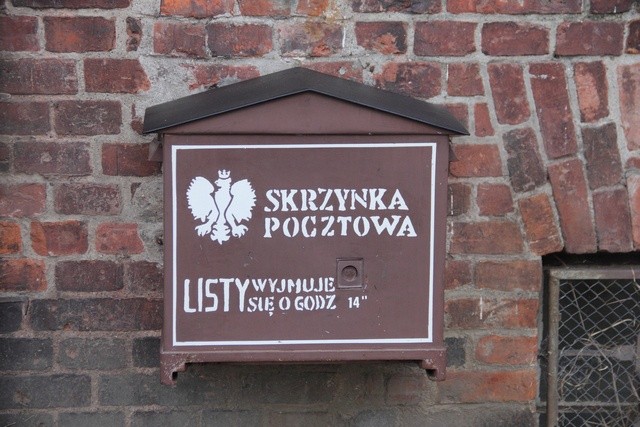 SKRZYNKA
POCZTOWA
LISTY WYJMUJE
SIĘ O GODZ 14"